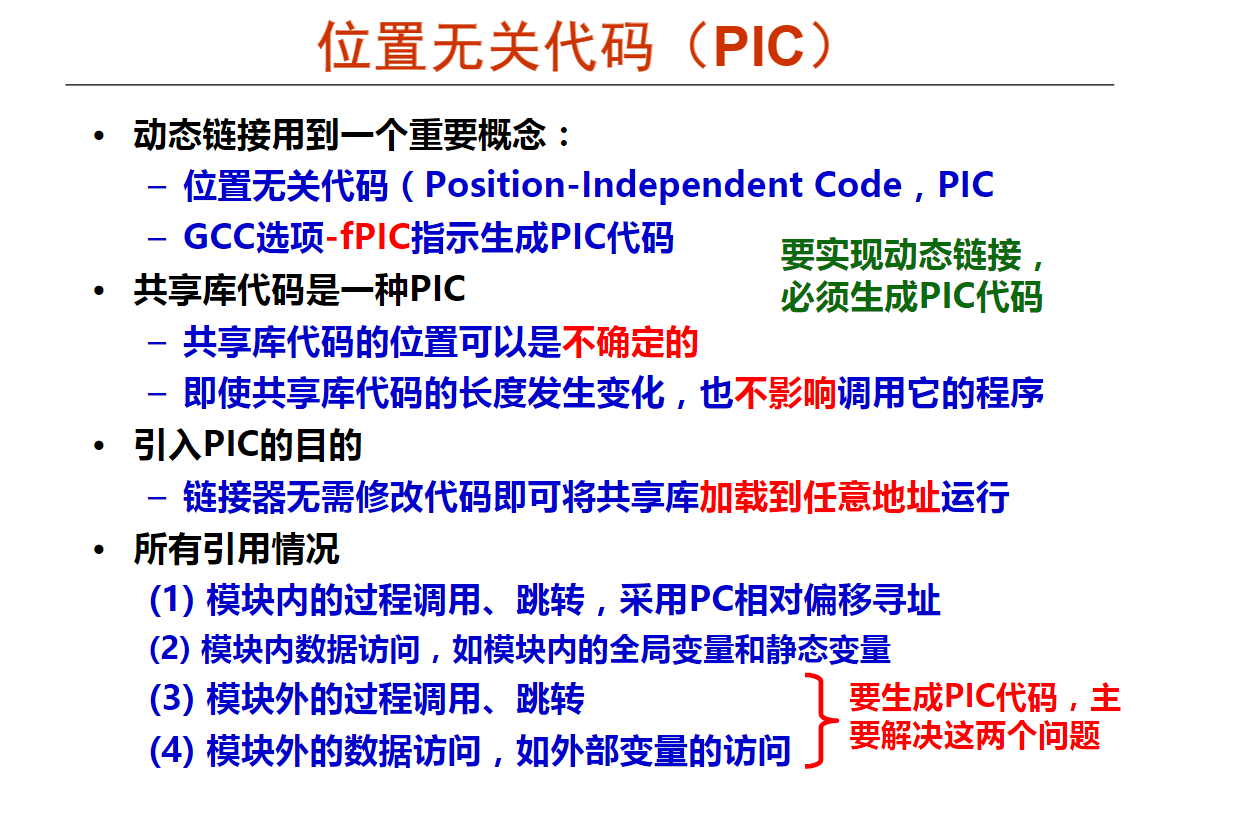 位置无关代码（PIC）
• 动态链接用到一个重要概念：
– 位置无关代码（Position-Independent Code，PIC
– GCC选项-fPIC指示生成PIC代码
要实现动态链接，
必须生成PIC代码
• 共享库代码是一种PIC
– 共享库代码的位置可以是不确定的
– 即使共享库代码的长度发生变化，也不影响调用它的程序
• 引入PIC的目的
– 链接器无需修改代码即可将共享库加载到任意地址运行
• 所有引用情况
(1) 模块内的过程调用、跳转，采用PC相对偏移寻址
(2) 模块内数据访问，如模块内的全局变量和静态变量
(3) 模块外的过程调用、跳转
(4) 模块外的数据访问，如外部变量的访问
要生成PIC代码，主
要解决这两个问题